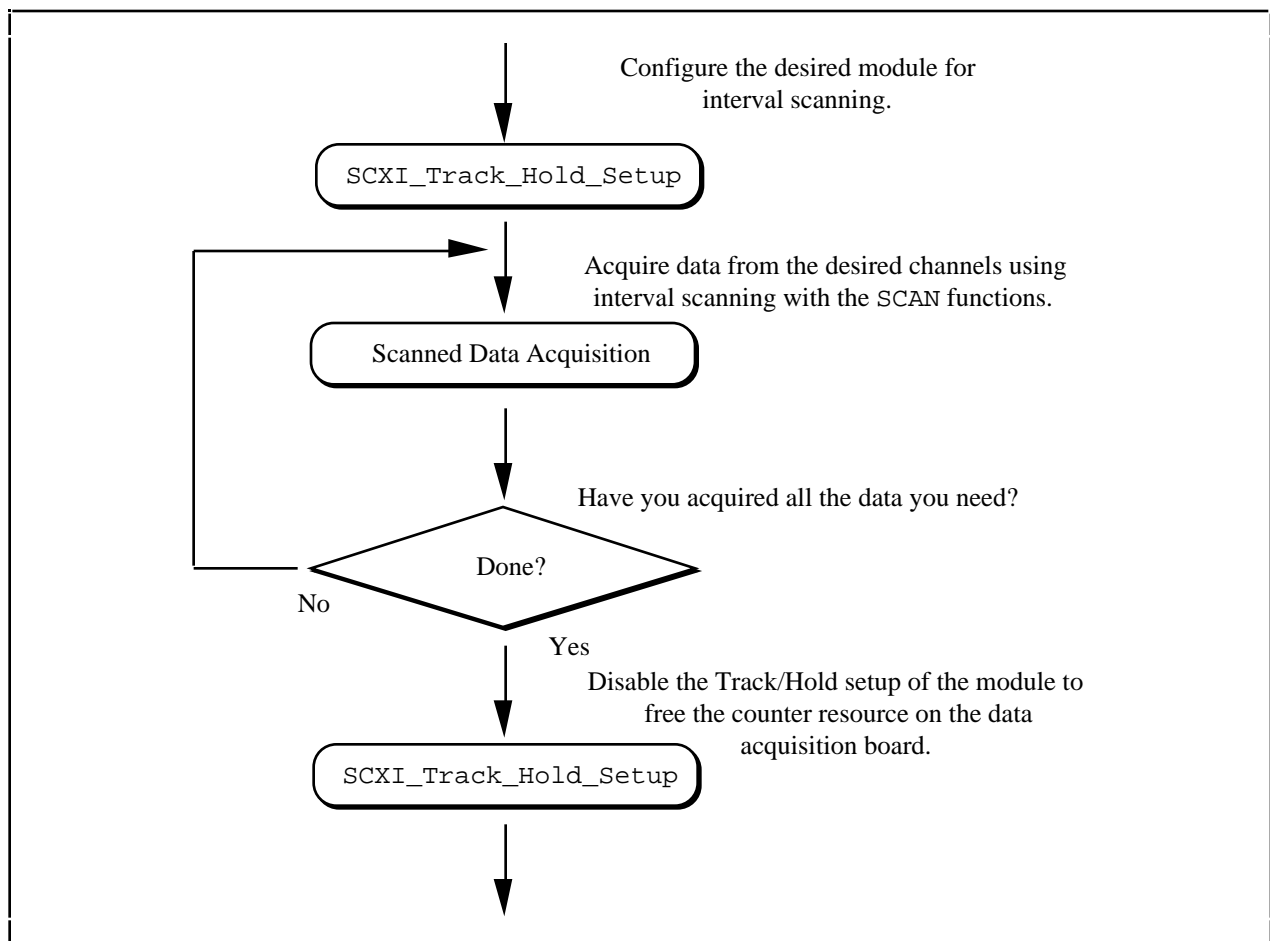 Configure the desired module for
interval scanning.
SCXI_Track_Hold_Setup
Acquire data from the desired channels using
interval scanning with the SCAN functions.
Scanned Data Acquisition
Have you acquired all the data you need?
Done?
No
Yes
Disable the Track/Hold setup of the module to
free the counter resource on the data
acquisition board.
SCXI_Track_Hold_Setup